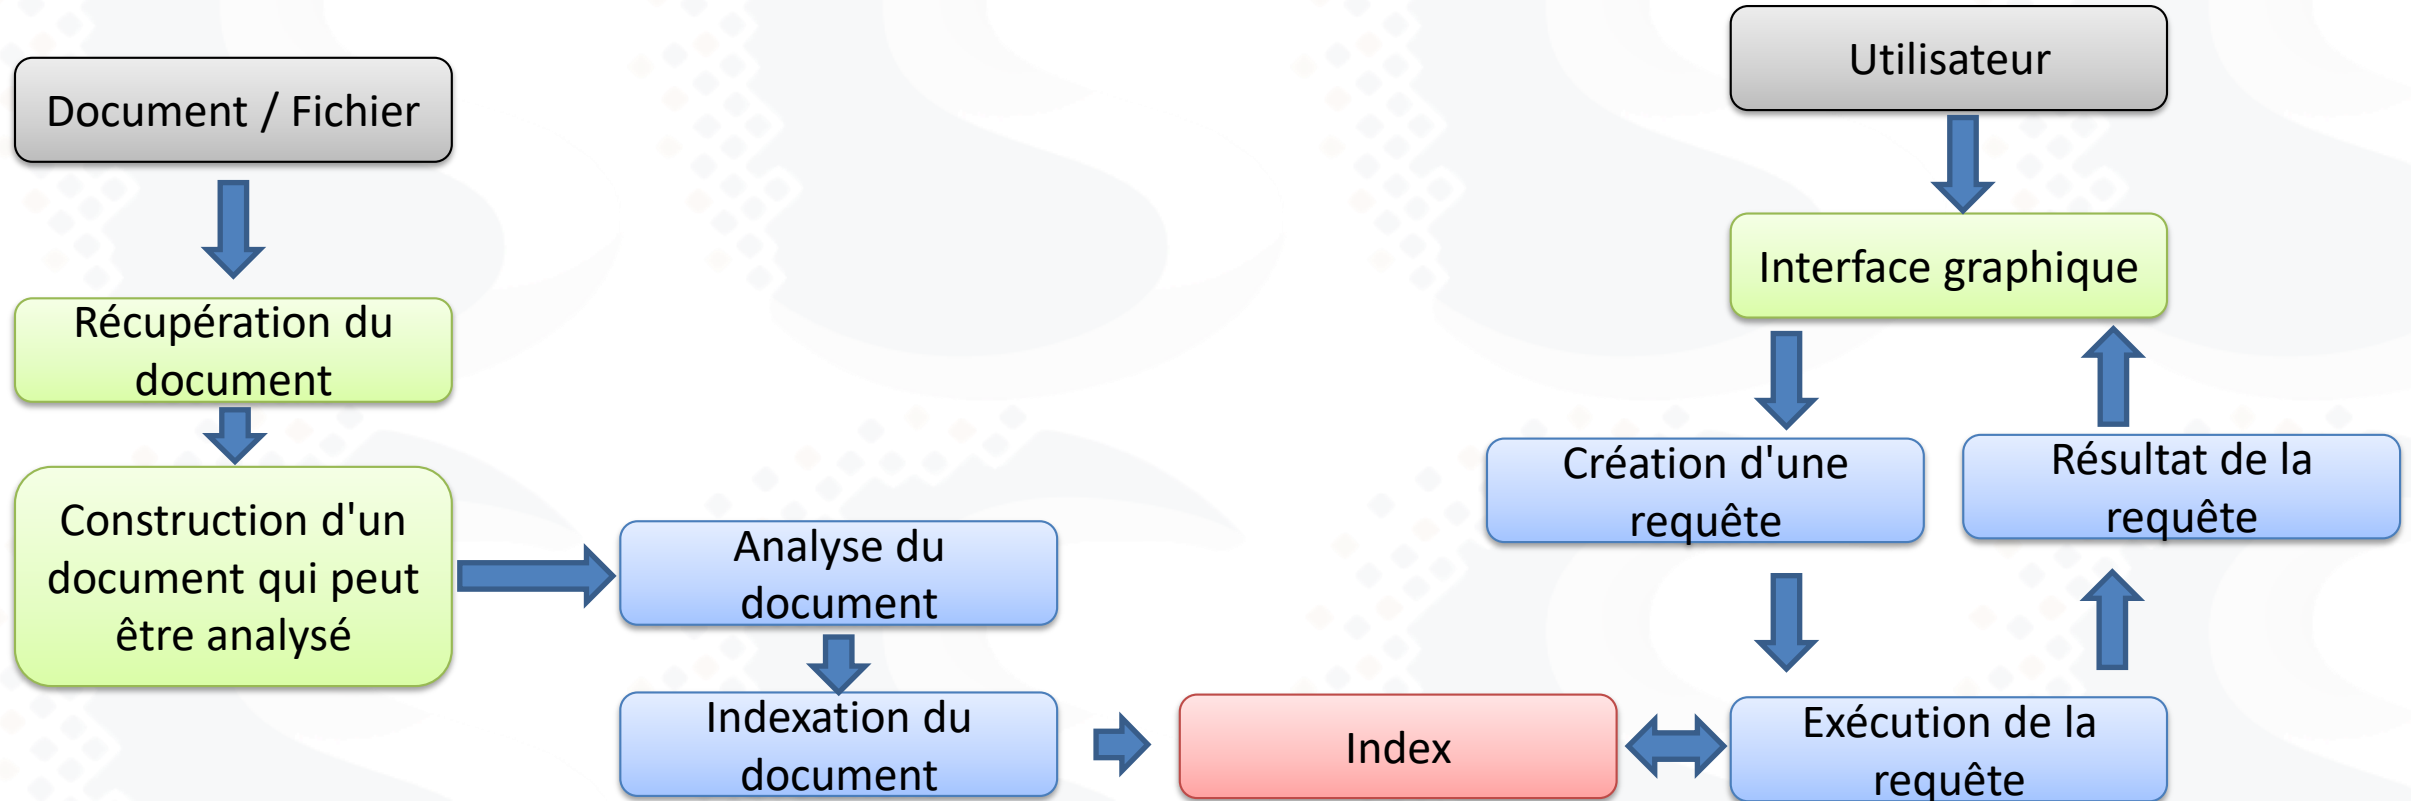 Document / Fichier
Récupération du
document
Construction d'un
document qui peut
être analysé
Analyse du
document
Indexation du
document
Index
Utilisateur
Interface graphique
Création d'une
requête
Résultat de la
requête
Exécution de la
requête